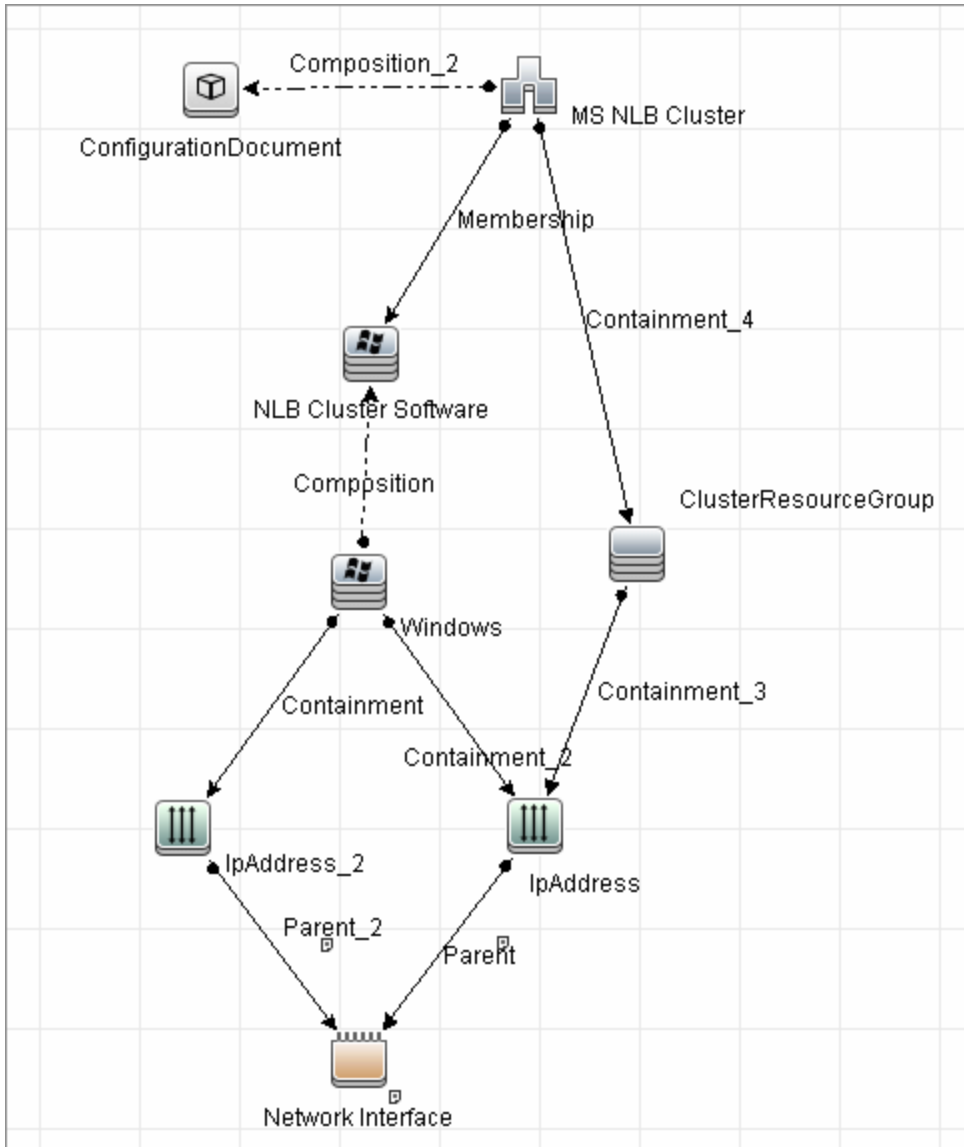 Composition_2
MS NLB Cluster
ConfigurationDocument
Membership
Containment_4
NLB Cluster Software
Composition
ClusterResourceGroup
Windows
Containment
Containment_3
Containment_2
IpAddress_2
IpAddress
Parent_2
Parent
Network Interface